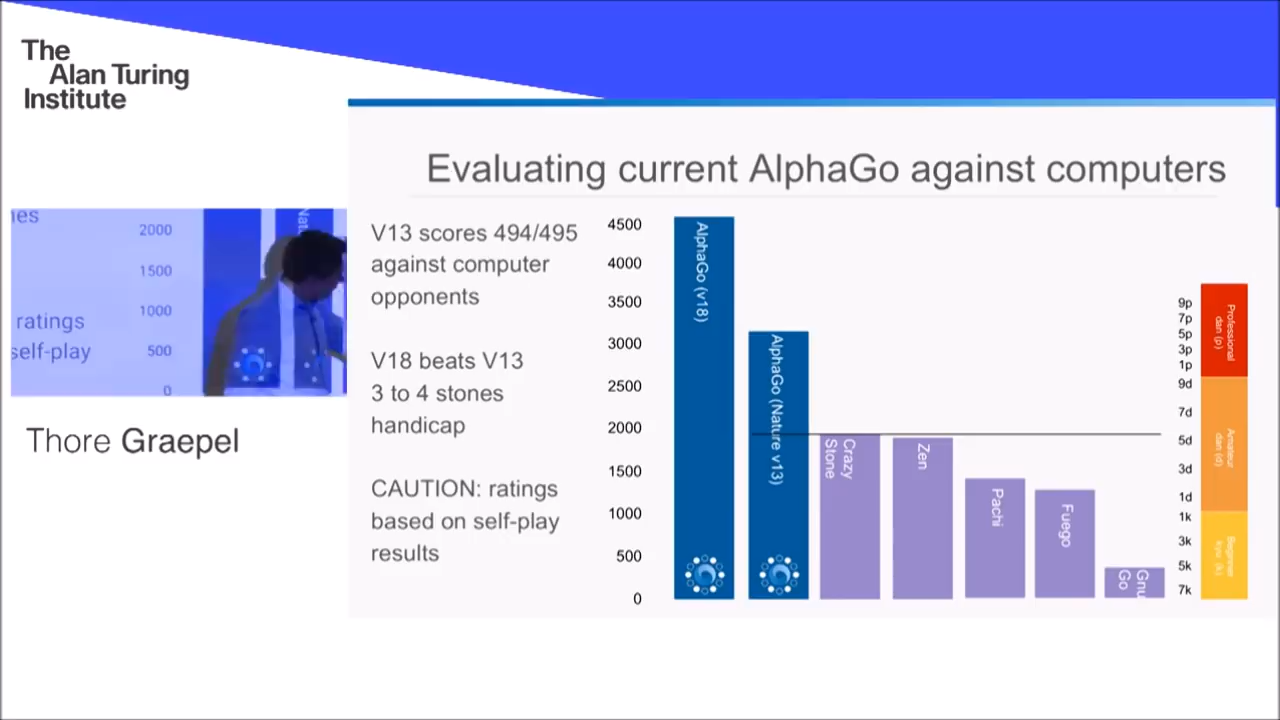 The
Alan Turing
Institute
Evaluating current AlphaGo against computers
V13 scores 494/495
against computer
opponents
V18 beats V13
3 to 4 stones
handicap
CAUTION: ratings
based on self-play
results
4500
4000
3500
3000
2500
2000
1500
1000
500
0
AlphaGo (v18)
AlphaGo (Nature v13)
Crazy
Stone
Zen
Pachi
Fuego
Gnu
Go
9p
7p
5p
3p
1p
9d
7d
5d
3d
1d
1k
3k
5k
7k
Professional
dan (p)
Amateur
dan (d)
Beginner
kyu (k)
2000
1500
1000
500
0
ratings
self-play
Thore Graepel